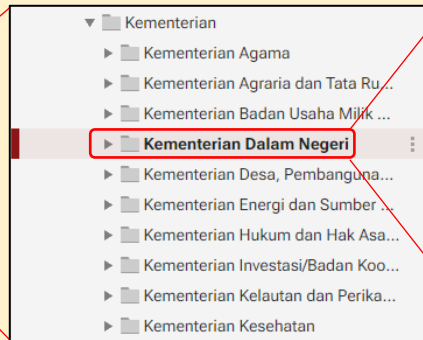 Kementerian
Kementerian Agama
Kementerian Agraria dan Tata Ru...
Kementerian Badan Usaha Milik ...
Kementerian Dalam Negeri
Kementerian Desa, Pembanguna...
Kementerian Energi dan Sumber ...
Kementerian Hukum dan Hak Asa...
Kementerian Investasi/Badan Koo...
Kementerian Kelautan dan Perika...
Kementerian Kesehatan